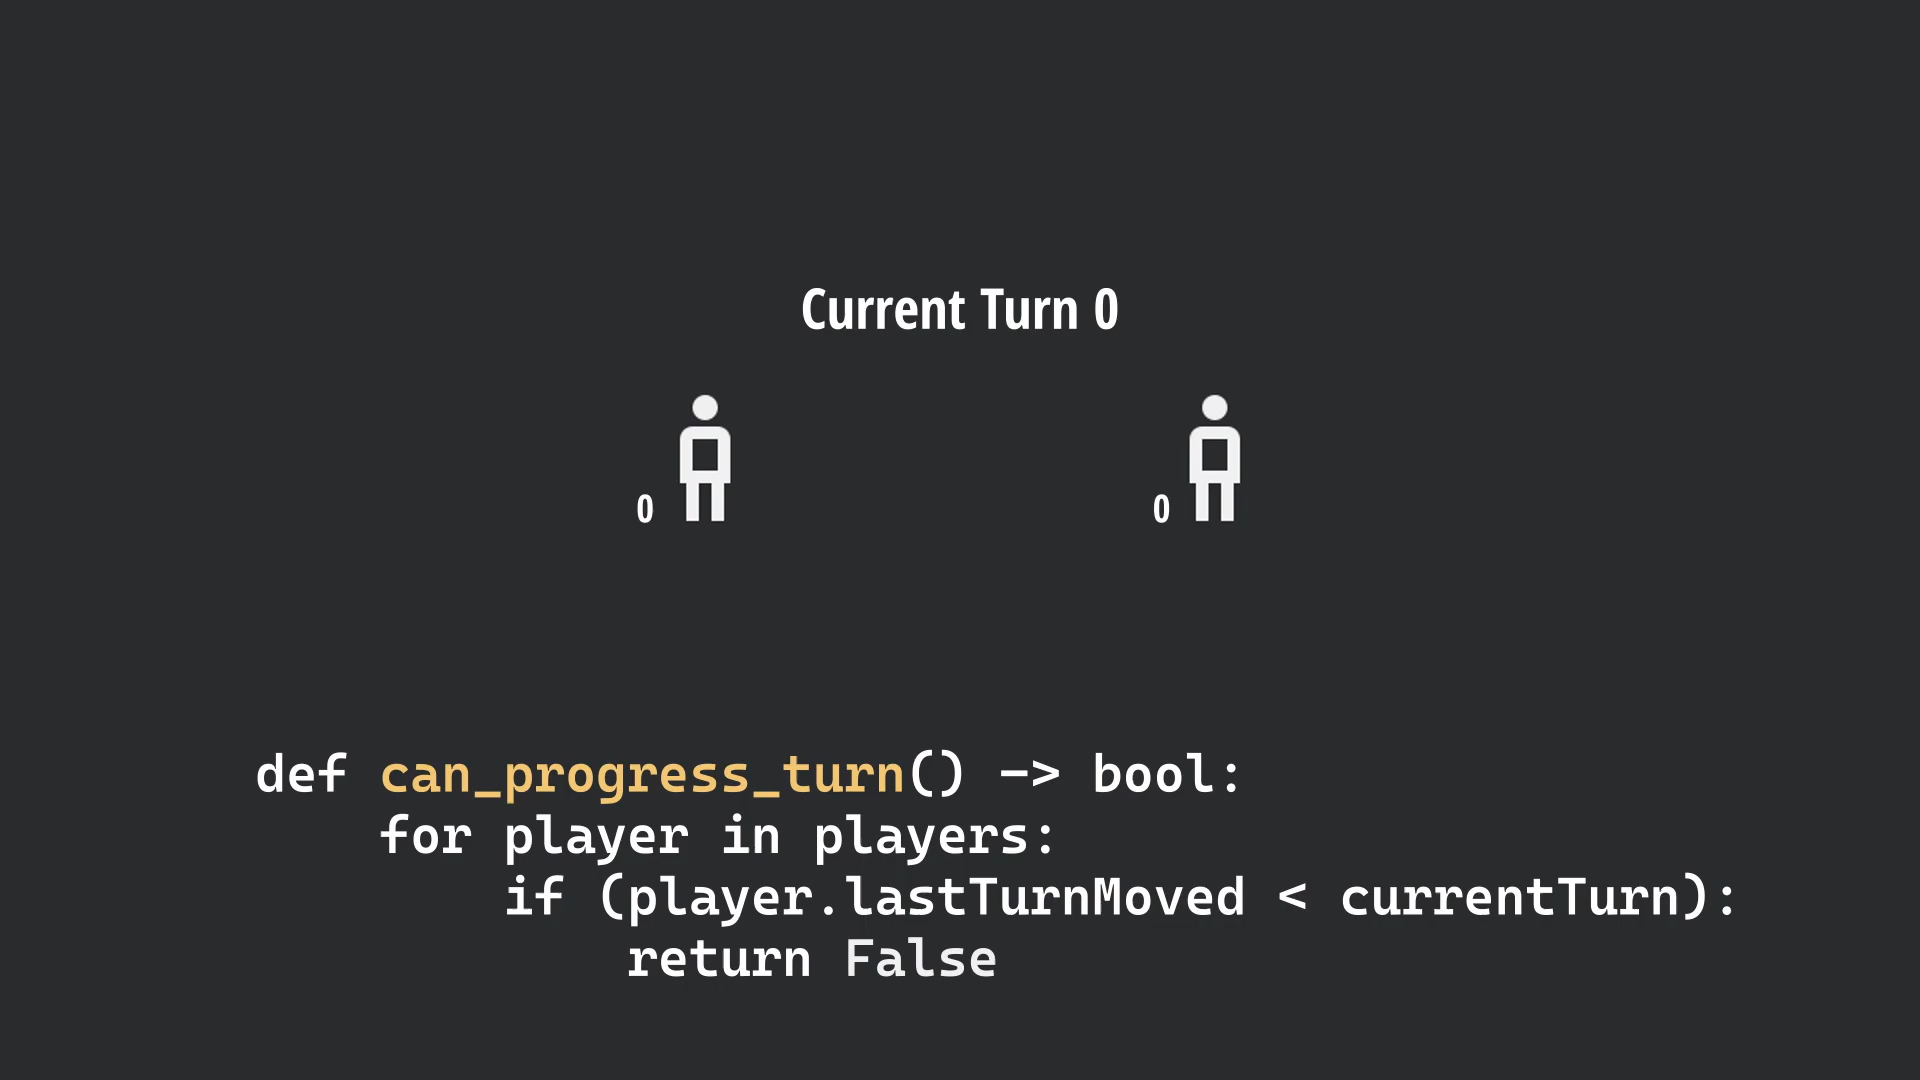 Current Turn 0
0
0
def can_progress_turn() -> bool:
    for player in players:
        if (player.lastTurnMoved < currentTurn):
            return False